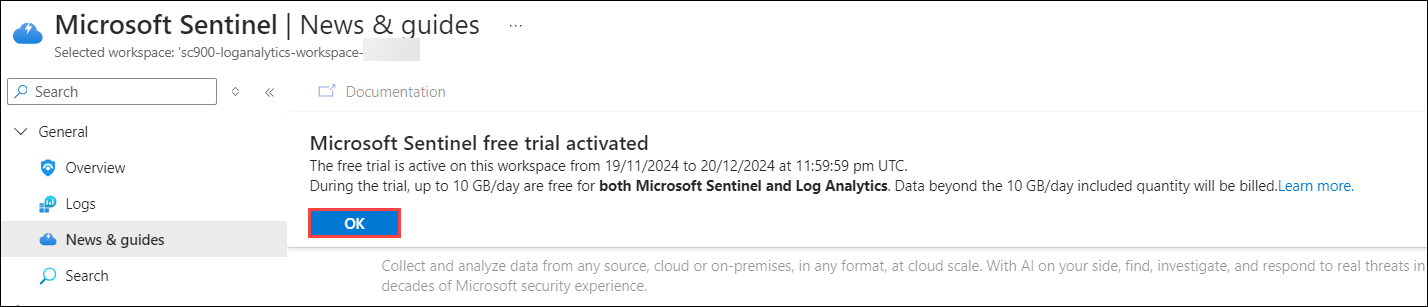 Microsoft Sentinel | News & guides ...
Selected workspace: 'sc900-loganalytics-workspace-
Search
«
Documentation
General
Overview
Logs
News & guides
Search
Microsoft Sentinel free trial activated
The free trial is active on this workspace from 19/11/2024 to 20/12/2024 at 11:59:59 pm UTC.
During the trial, up to 10 GB/day are free for both Microsoft Sentinel and Log Analytics. Data beyond the 10 GB/day included quantity will be billed.Learn more.
OK
Collect and analyze data from any source, cloud or on-premises, in any format, at cloud scale. With AI on your side, find, investigate, and respond to real threats in
decades of Microsoft security experience.